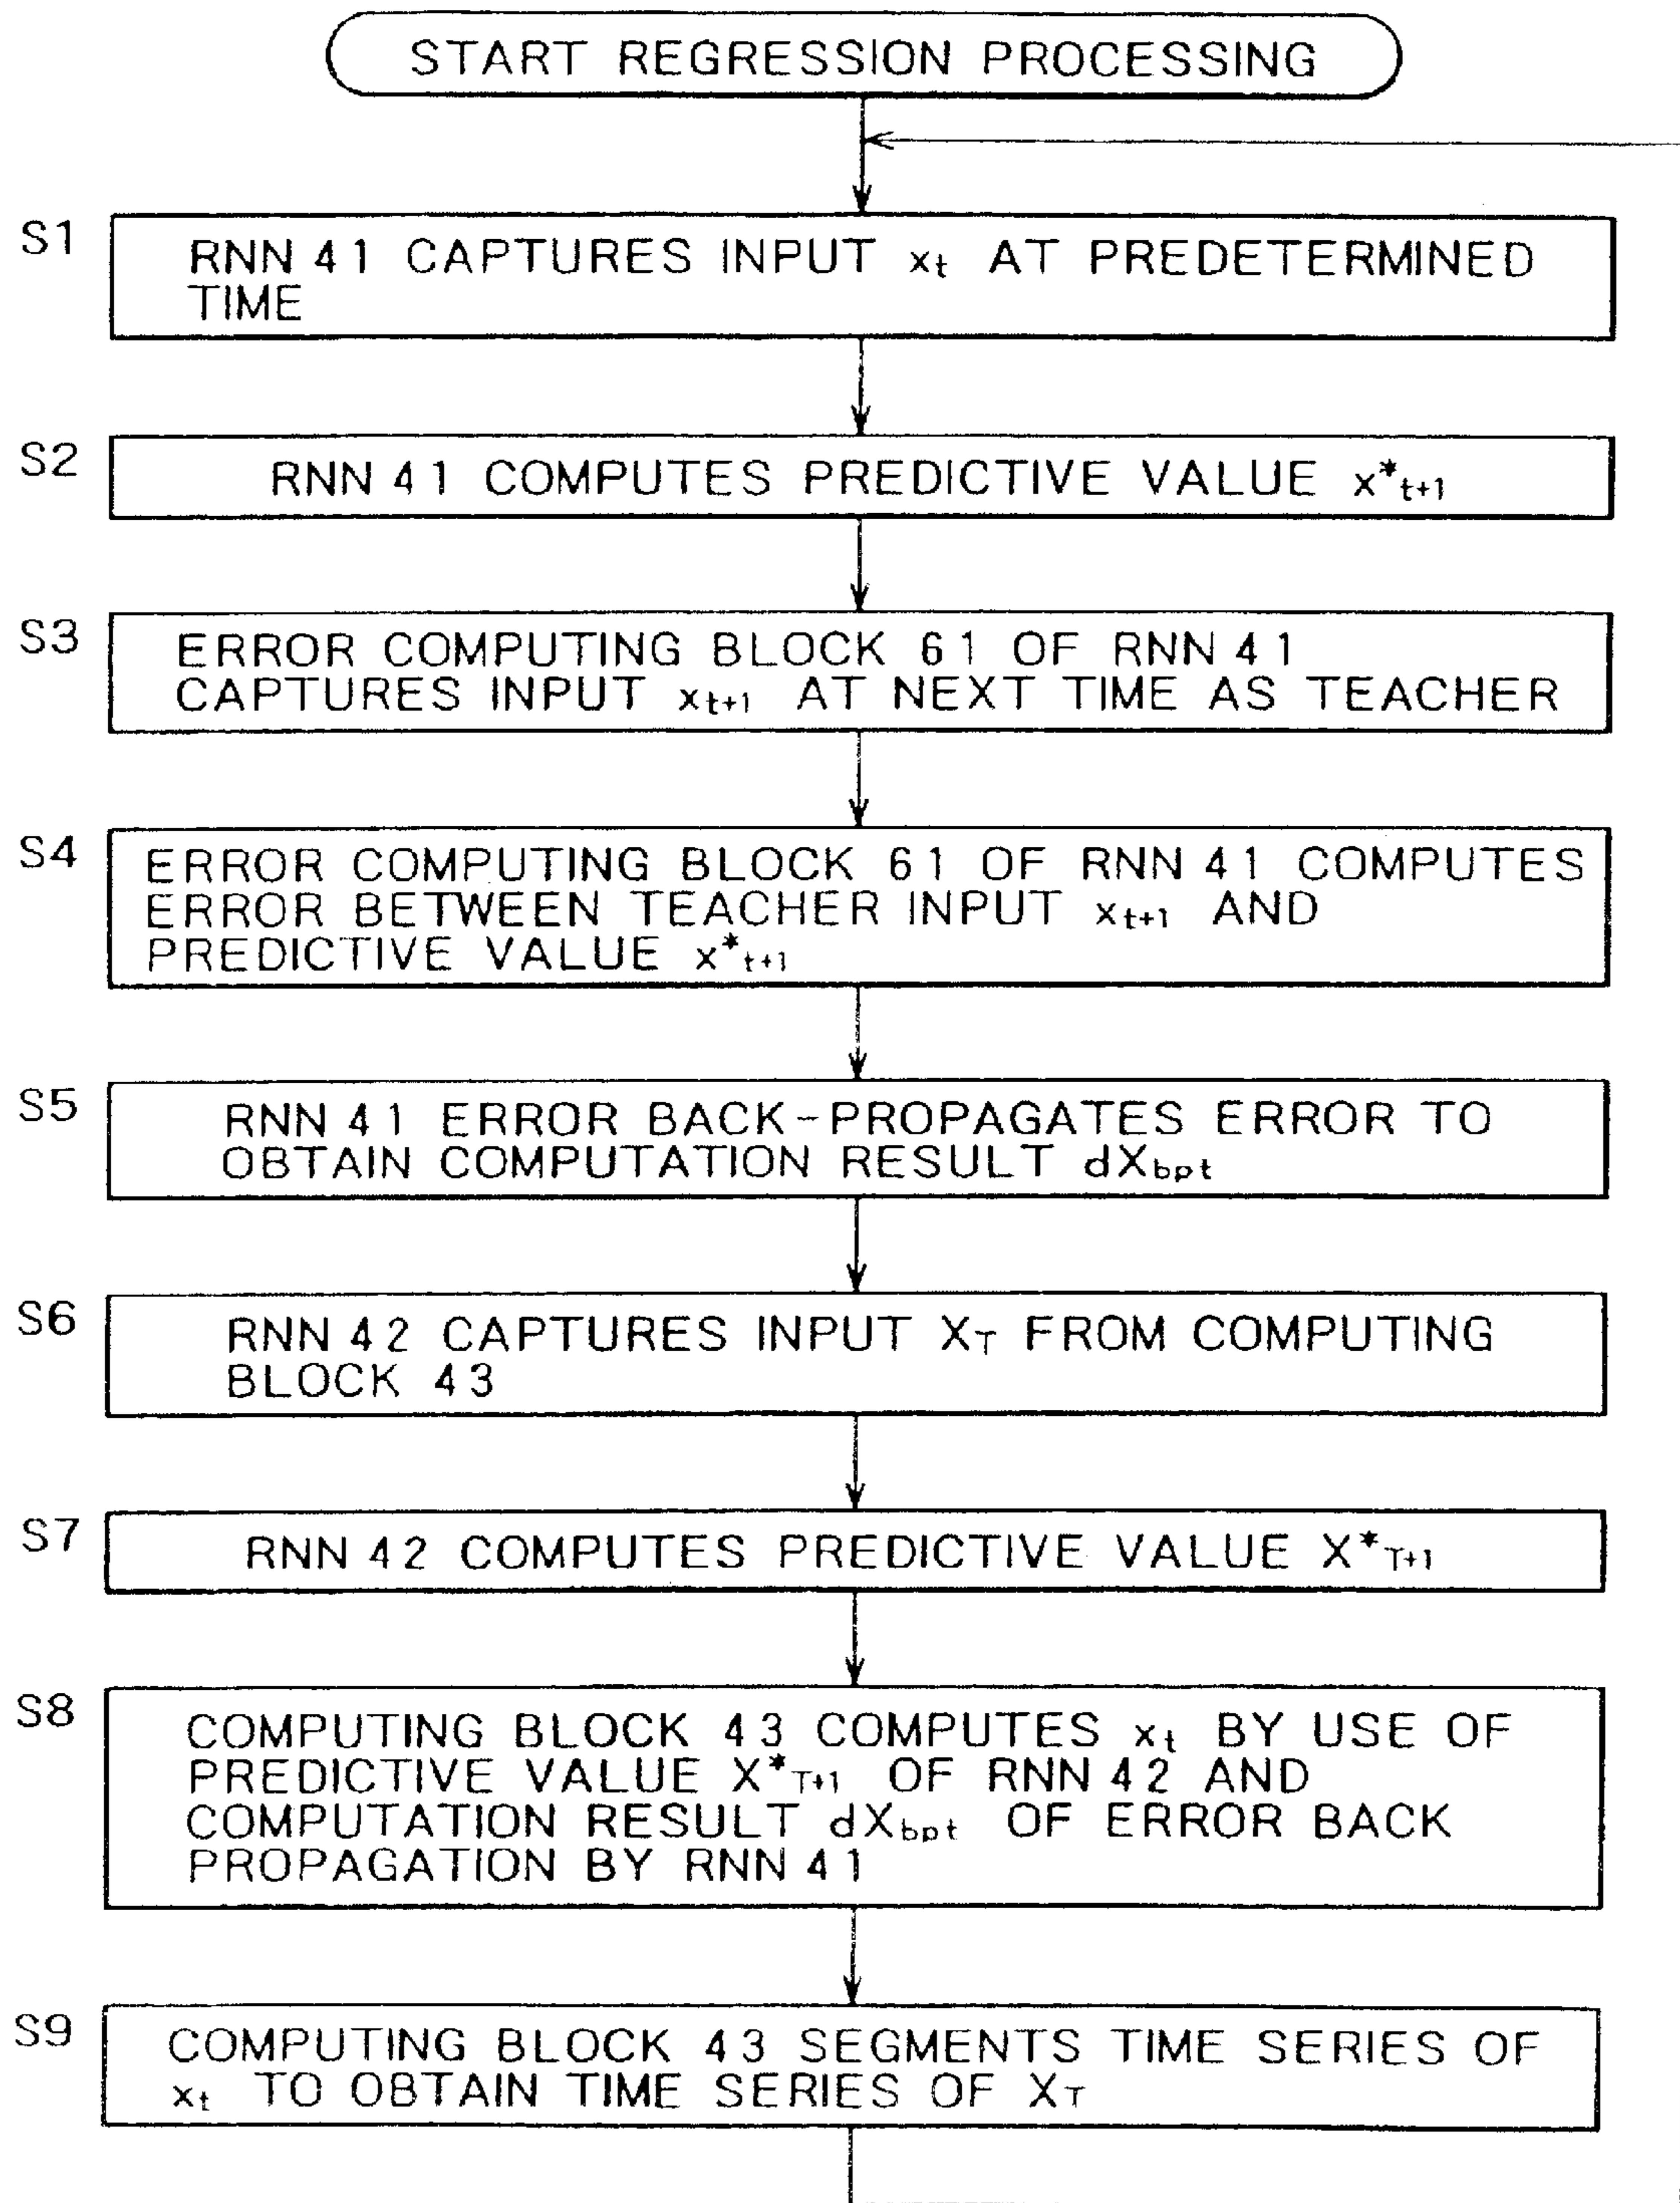 START REGRESSION PROCESSING
S1
RNN 41 CAPTURES INPUT xt AT PREDETERMINED
TIME
S2
RNN 41 COMPUTES PREDICTIVE VALUE x*t+1
S3
ERROR COMPUTING BLOCK 61 OF RNN 41
CAPTURES INPUT xt+1 AT NEXT TIME AS TEACHER
S4
ERROR COMPUTING BLOCK 61 OF RNN 41 COMPUTES
ERROR BETWEEN TEACHER INPUT xt+1 AND
PREDICTIVE VALUE x*t+1
S5
RNN 41 ERROR BACK-PROPAGATES ERROR TO
OBTAIN COMPUTATION RESULT dXbpt
S6
RNN 42 CAPTURES INPUT XT FROM COMPUTING
BLOCK 43
S7
RNN 42 COMPUTES PREDICTIVE VALUE X*T+1
S8
COMPUTING BLOCK 43 COMPUTES xt BY USE OF
PREDICTIVE VALUE X*T+1 OF RNN 42 AND
COMPUTATION RESULT dXbpt OF ERROR BACK
PROPAGATION BY RNN 41
S9
COMPUTING BLOCK 43 SEGMENTS TIME SERIES OF
xt TO OBTAIN TIME SERIES OF XT